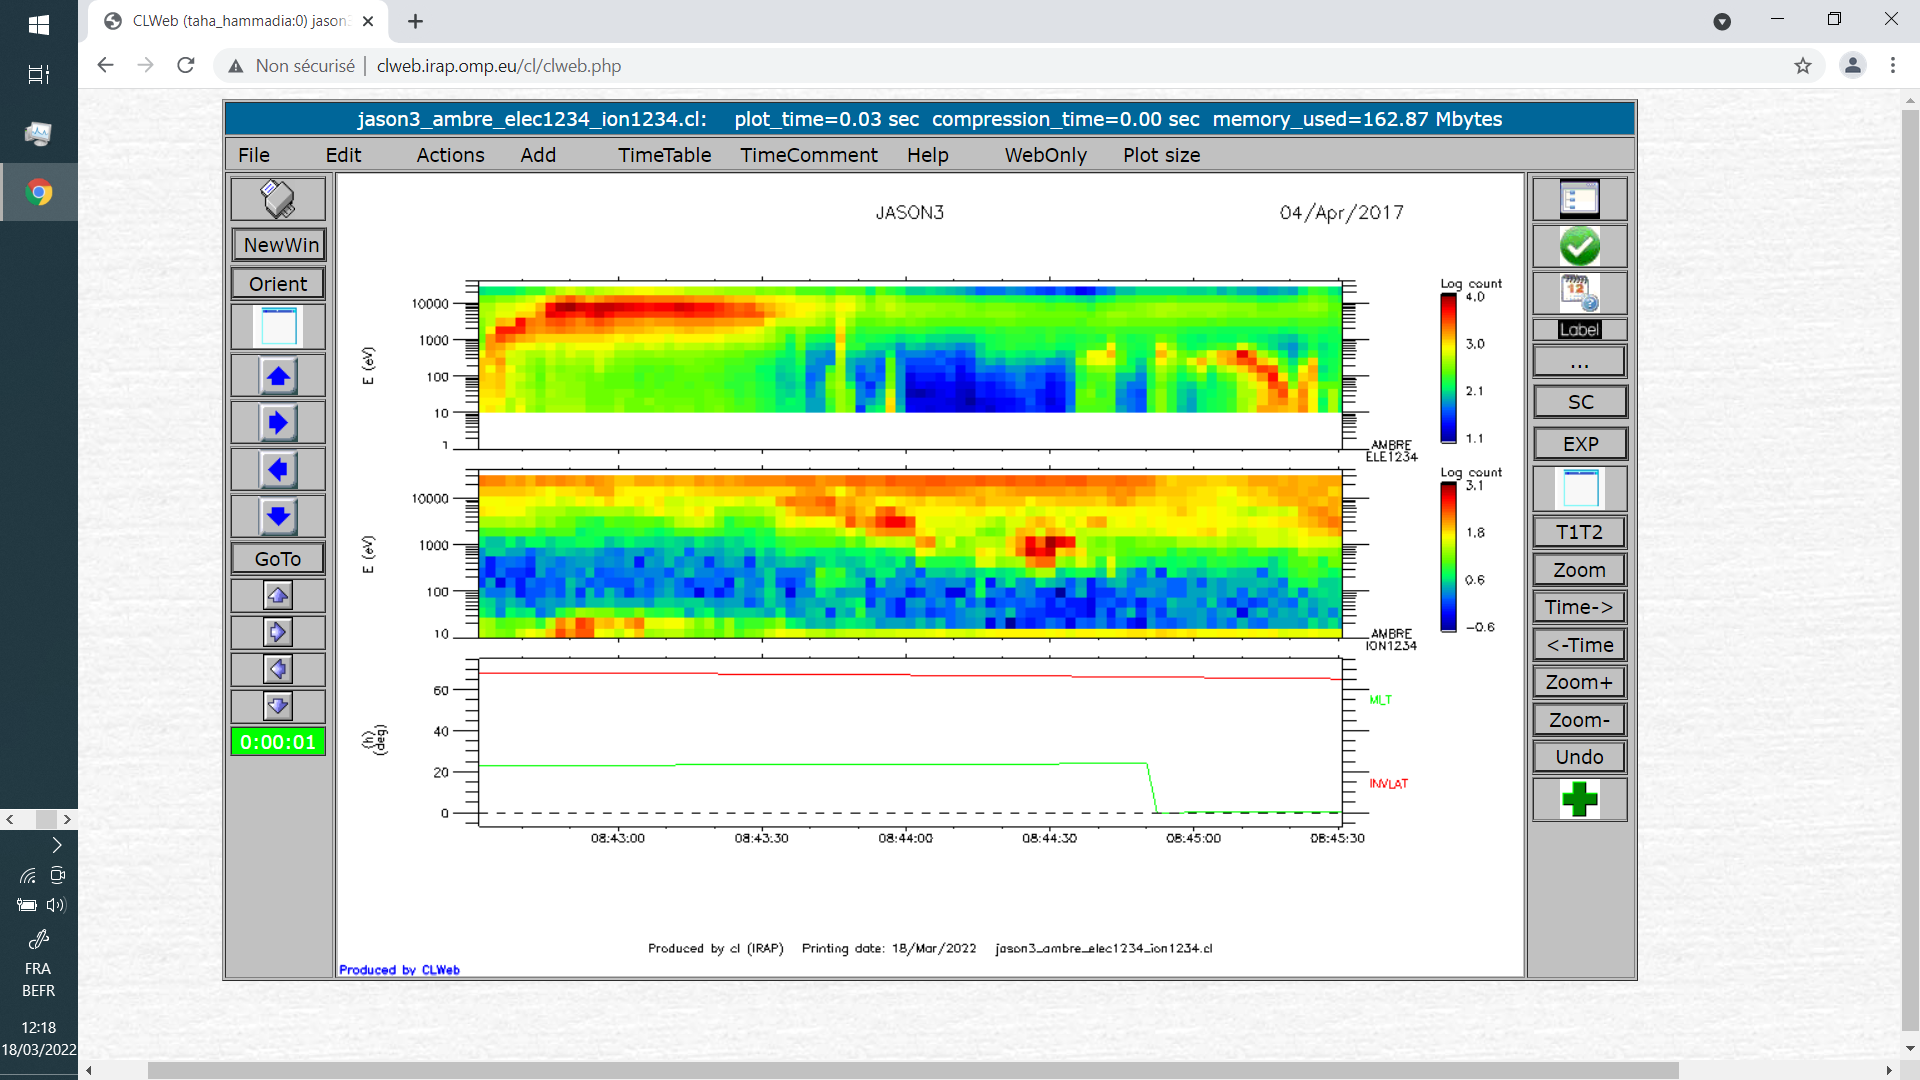 CLWeb (taha_hammadia:0) jason3
Non sécurisé | clweb.irap.omp.eu/cl/clweb.php
jason3_ambre_elec1234_ion1234.cl: plot_time=0.03 sec compression_time=0.00 sec memory_used=162.87 Mbytes
File Edit Actions Add TimeTable TimeComment Help WebOnly Plot size
NewWin
Orient
GoTo
0:00:01
JASON3 04/Apr/2017
Log count
4.0
3.0
2.1
1.1
10000
1000
100
10
1
E (eV)
AMBRE
ELE1234
Log count
3.1
1.8
0.6
-0.6
10000
1000
100
10
E (eV)
AMBRE
ION1234
60
40
20
0
(h)
(deg)
MLT
INVLAT
08:43:00 08:43:30 08:44:00 08:44:30 08:45:00 08:45:30
Produced by cl (IRAP) Printing date: 18/Mar/2022 jason3_ambre_elec1234_ion1234.cl
Produced by CLWeb
12
Label
...
SC
EXP
T1T2
Zoom
Time->
<-Time
Zoom+
Zoom-
Undo
FRA
BEFR
12:18
18/03/2022